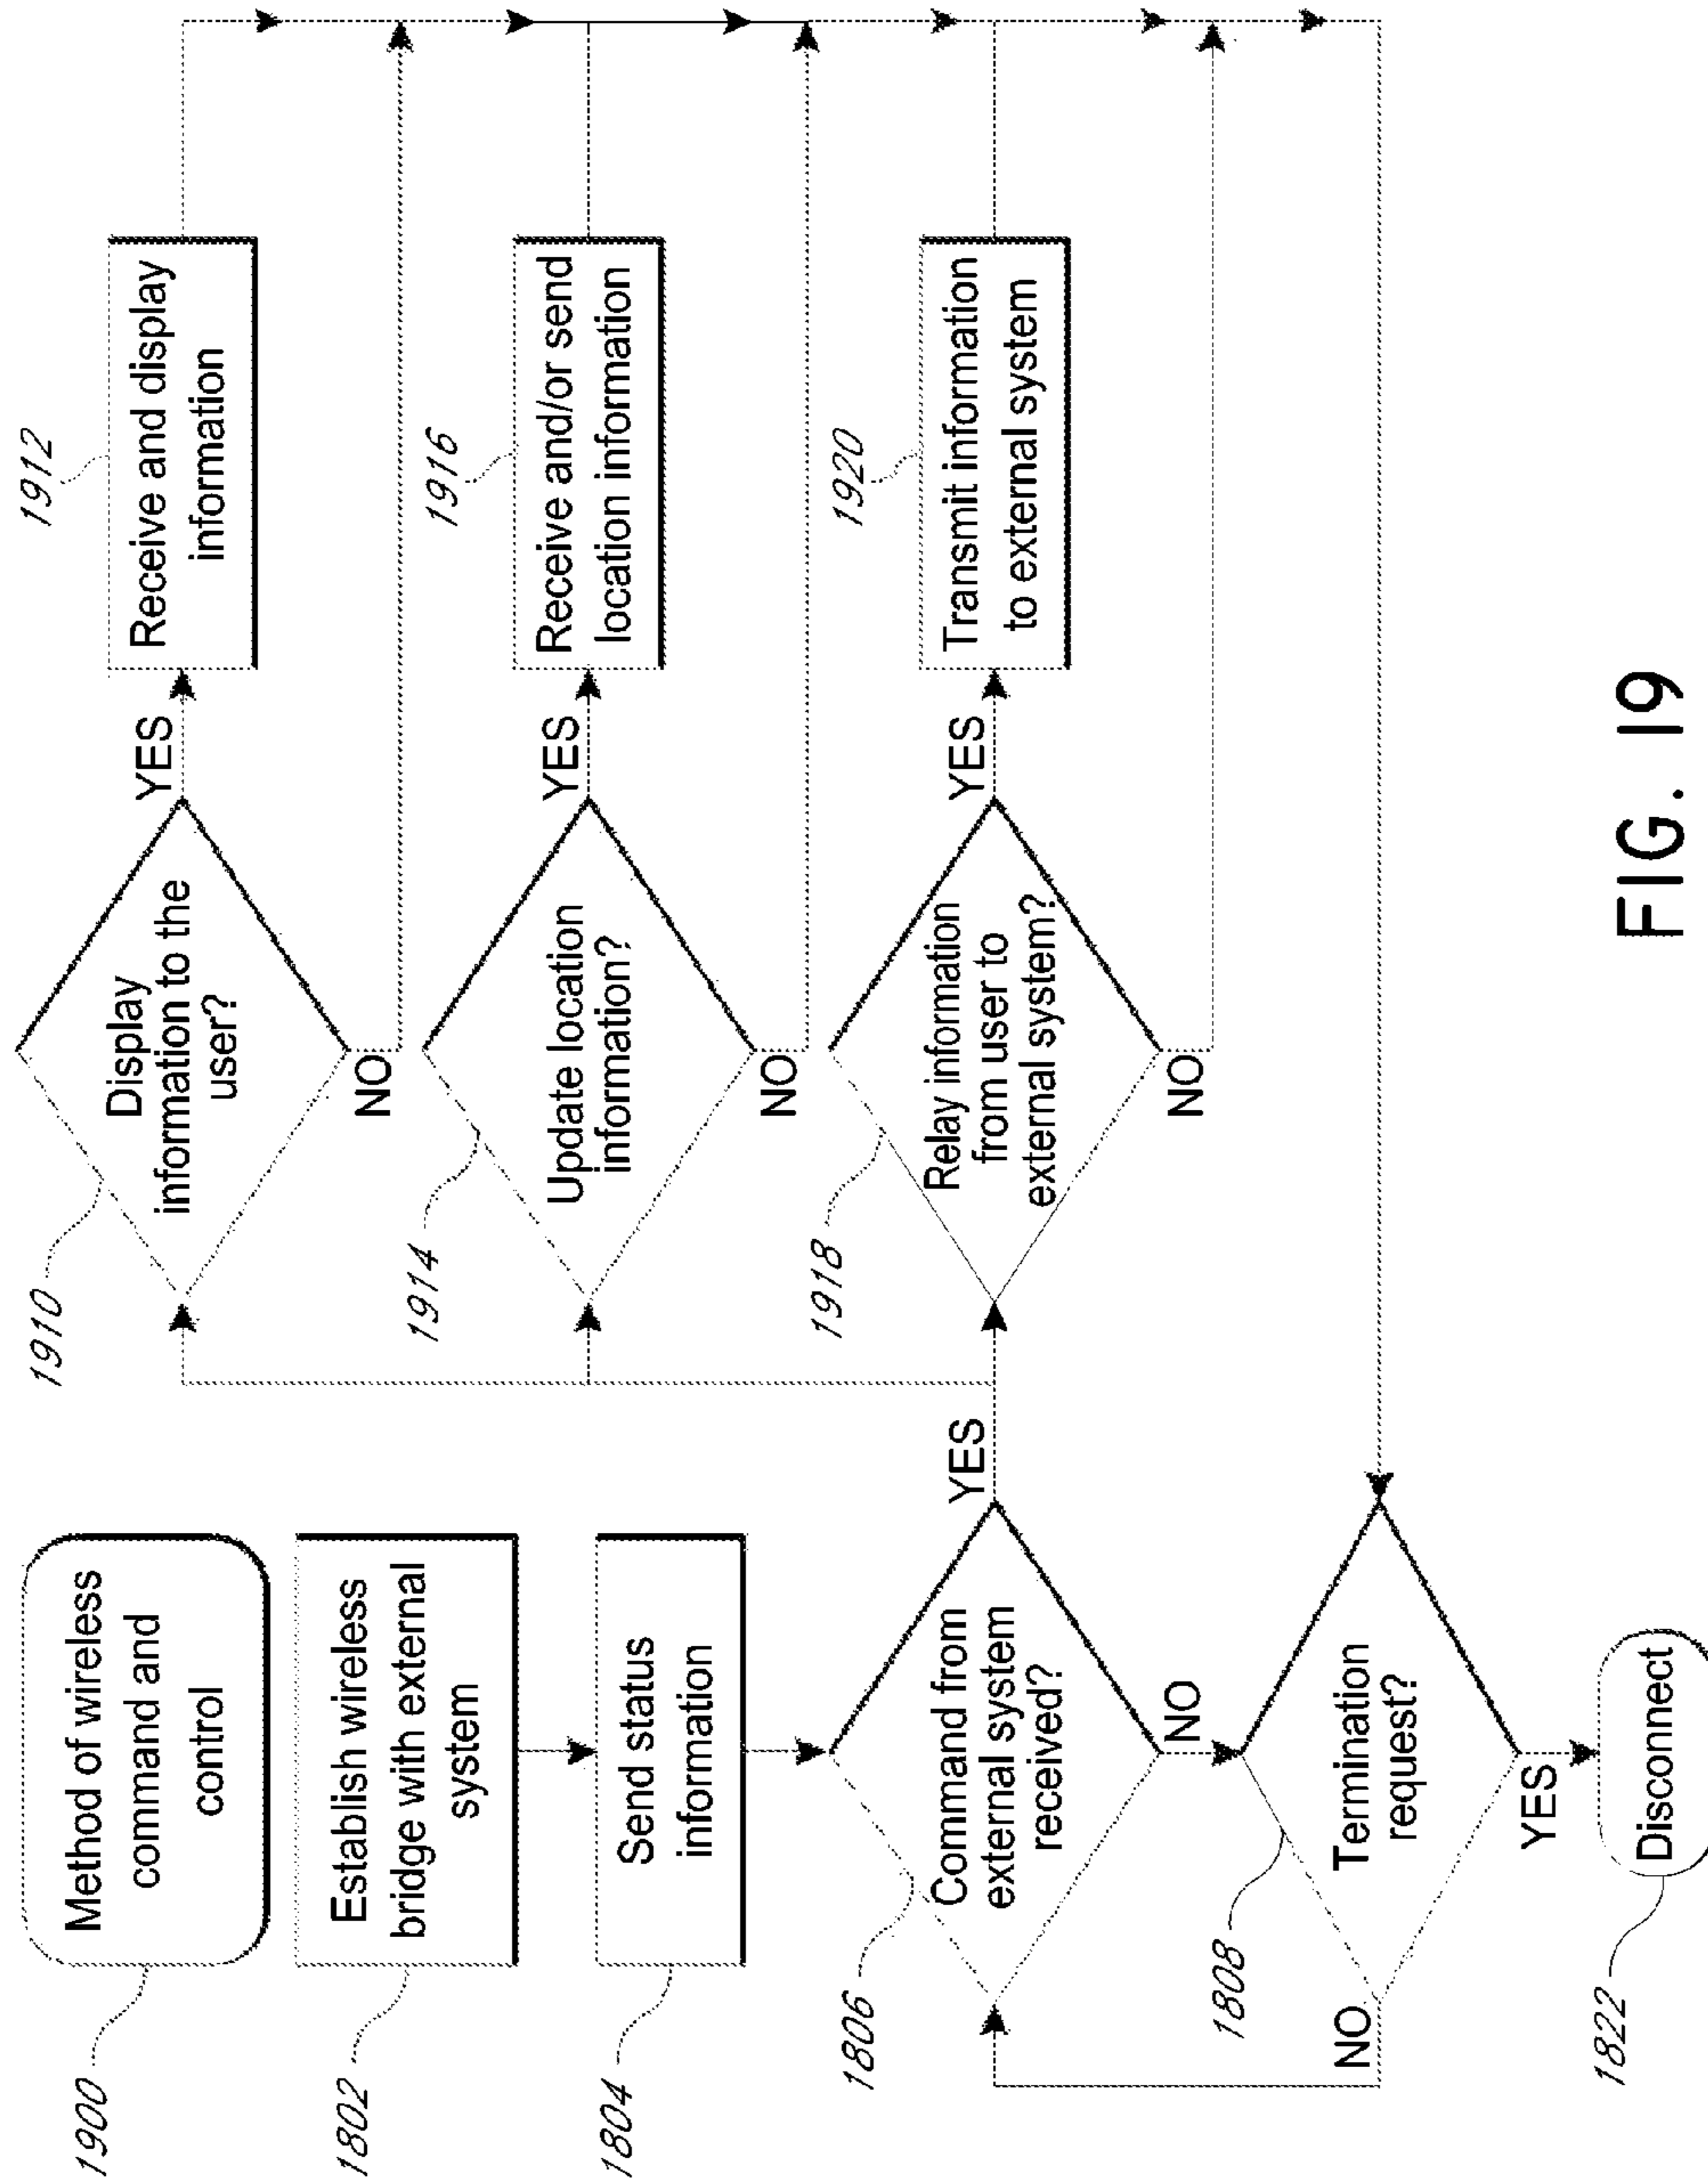 1900
Method of wireless
command and
control
1802
Establish wireless
bridge with external
system
1804
Send status
information
1806
Command from
external system
received?
YES
NO
1808
Termination
request?
NO
YES
1822
Disconnect
1910
Display
information to the
user?
YES
NO
1912
Receive and display
information
1914
Update location
information?
YES
NO
1916
Receive and/or send
location information
1918
Relay information
from user to
external system?
YES
NO
1920
Transmit information
to external system
FIG. 19